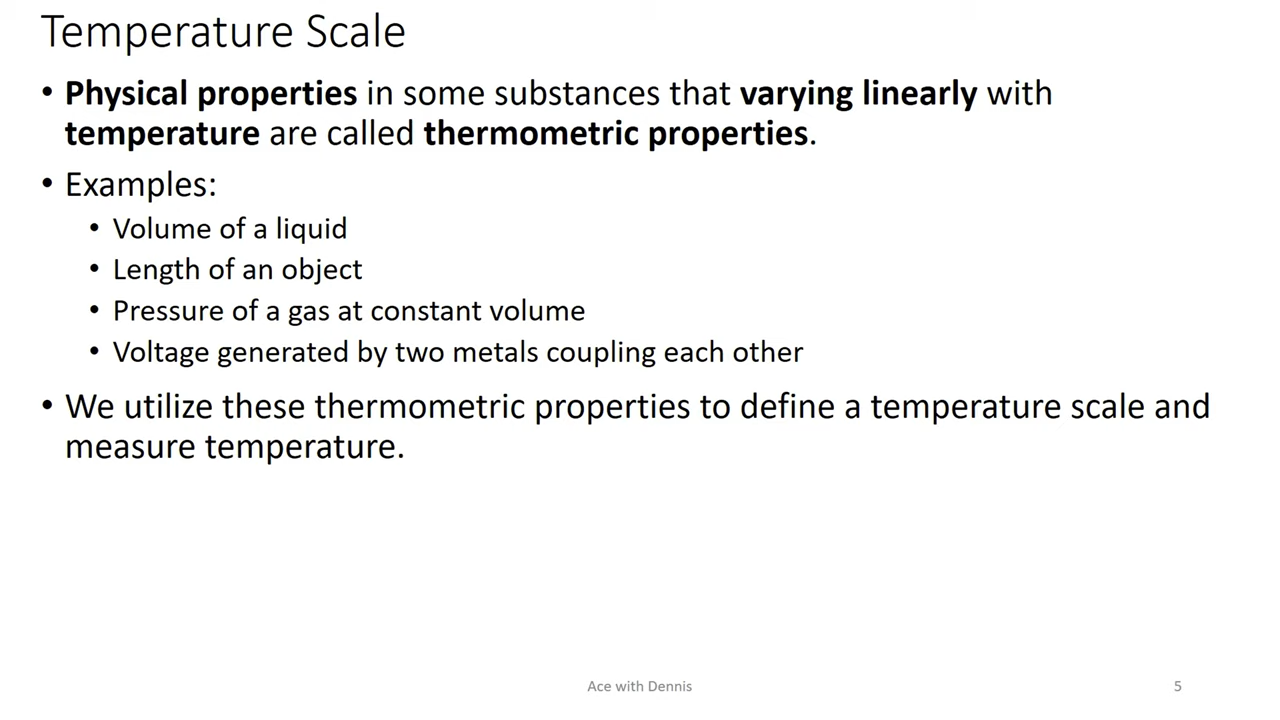 Temperature Scale
• Physical properties in some substances that varying linearly with
temperature are called thermometric properties.
• Examples:
• Volume of a liquid
• Length of an object
• Pressure of a gas at constant volume
• Voltage generated by two metals coupling each other
• We utilize these thermometric properties to define a temperature scale and
measure temperature.
Ace with Dennis
5